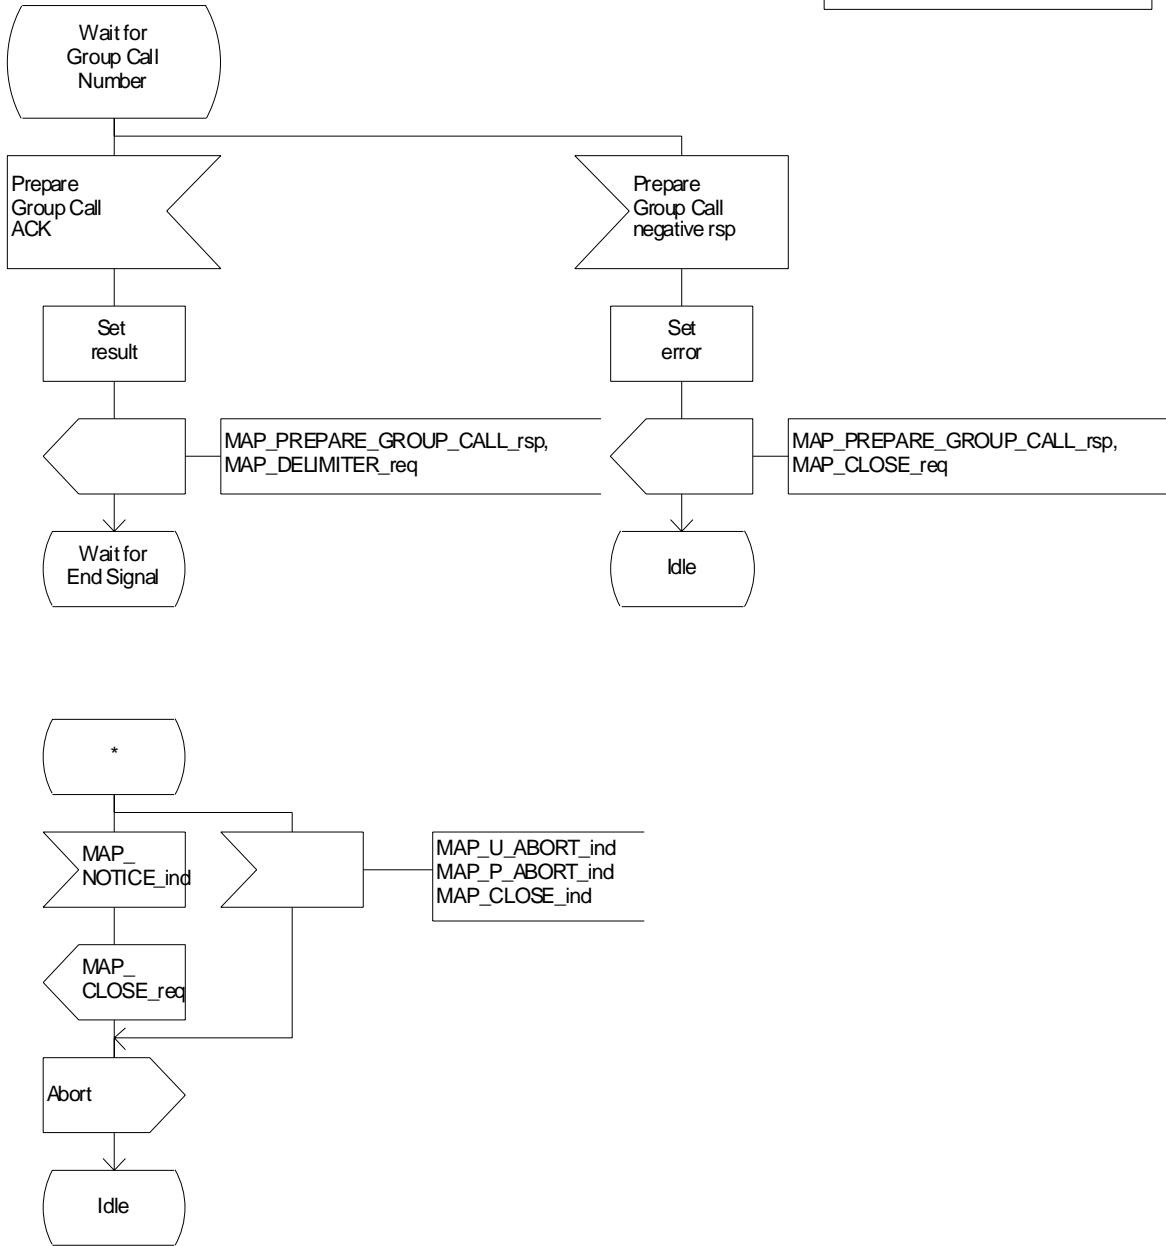 Wait for
Group Call
Number
Prepare
Group Call
ACK
Prepare
Group Call
negative rsp
Set
result
Set
error
MAP_PREPARE_GROUP_CALL_rsp,
MAP_DELIMITER_req
MAP_PREPARE_GROUP_CALL_rsp,
MAP_CLOSE_req
Wait for
End Signal
Idle
*
MAP_
NOTICE_ind
MAP_U_ABORT_ind
MAP_P_ABORT_ind
MAP_CLOSE_ind
MAP_
CLOSE_req
Abort
Idle